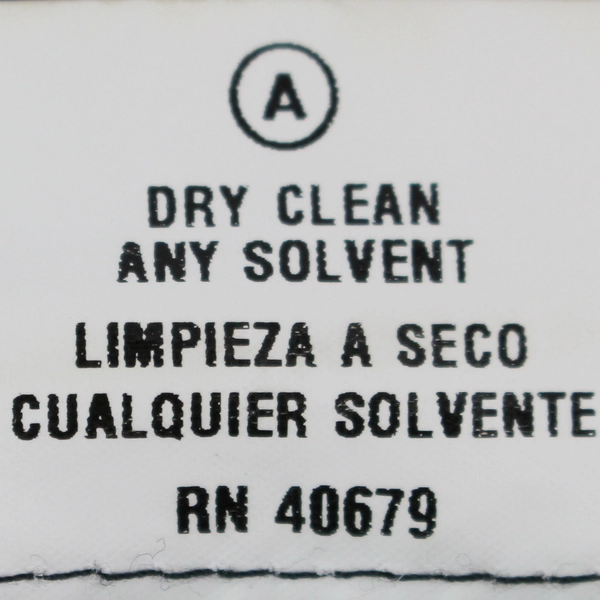 A
DRY CLEAN
ANY SOLVENT
LIMPIEZA A SECO
CUALQUIER SOLVENTE
RN 40679